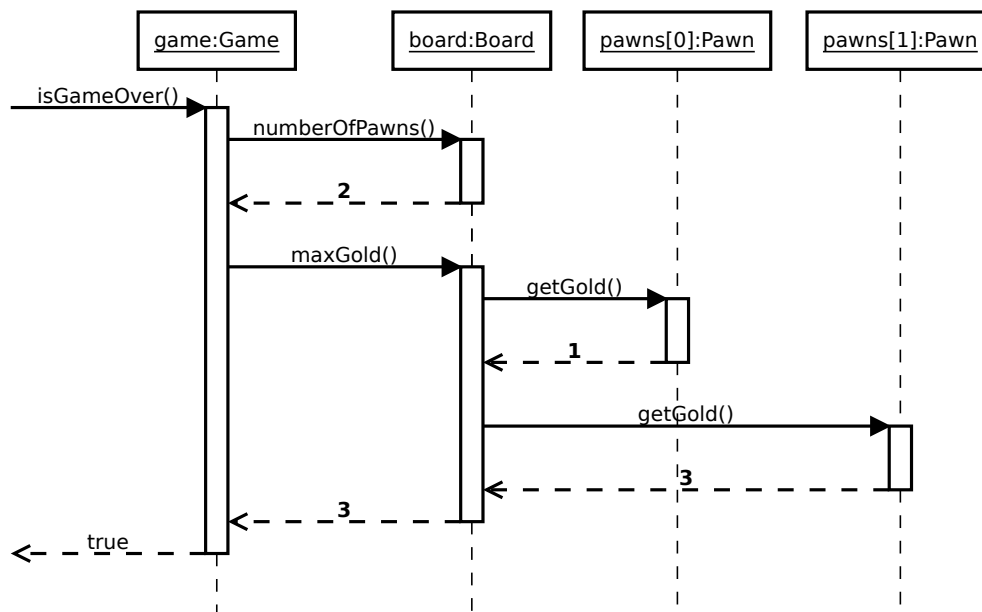 game:Game
board:Board
pawns[0]:Pawn
pawns[1]:Pawn
isGameOver()
numberOfPawns()
2
maxGold()
getGold()
1
getGold()
3
3
true